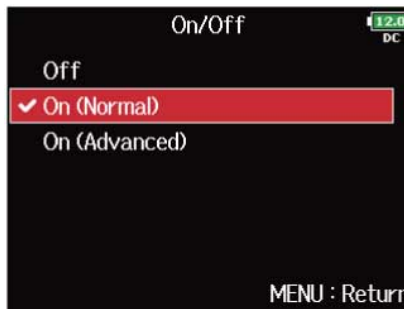 On/Off
12.0
DC
Off
On (Normal)
On (Advanced)
MENU : Return